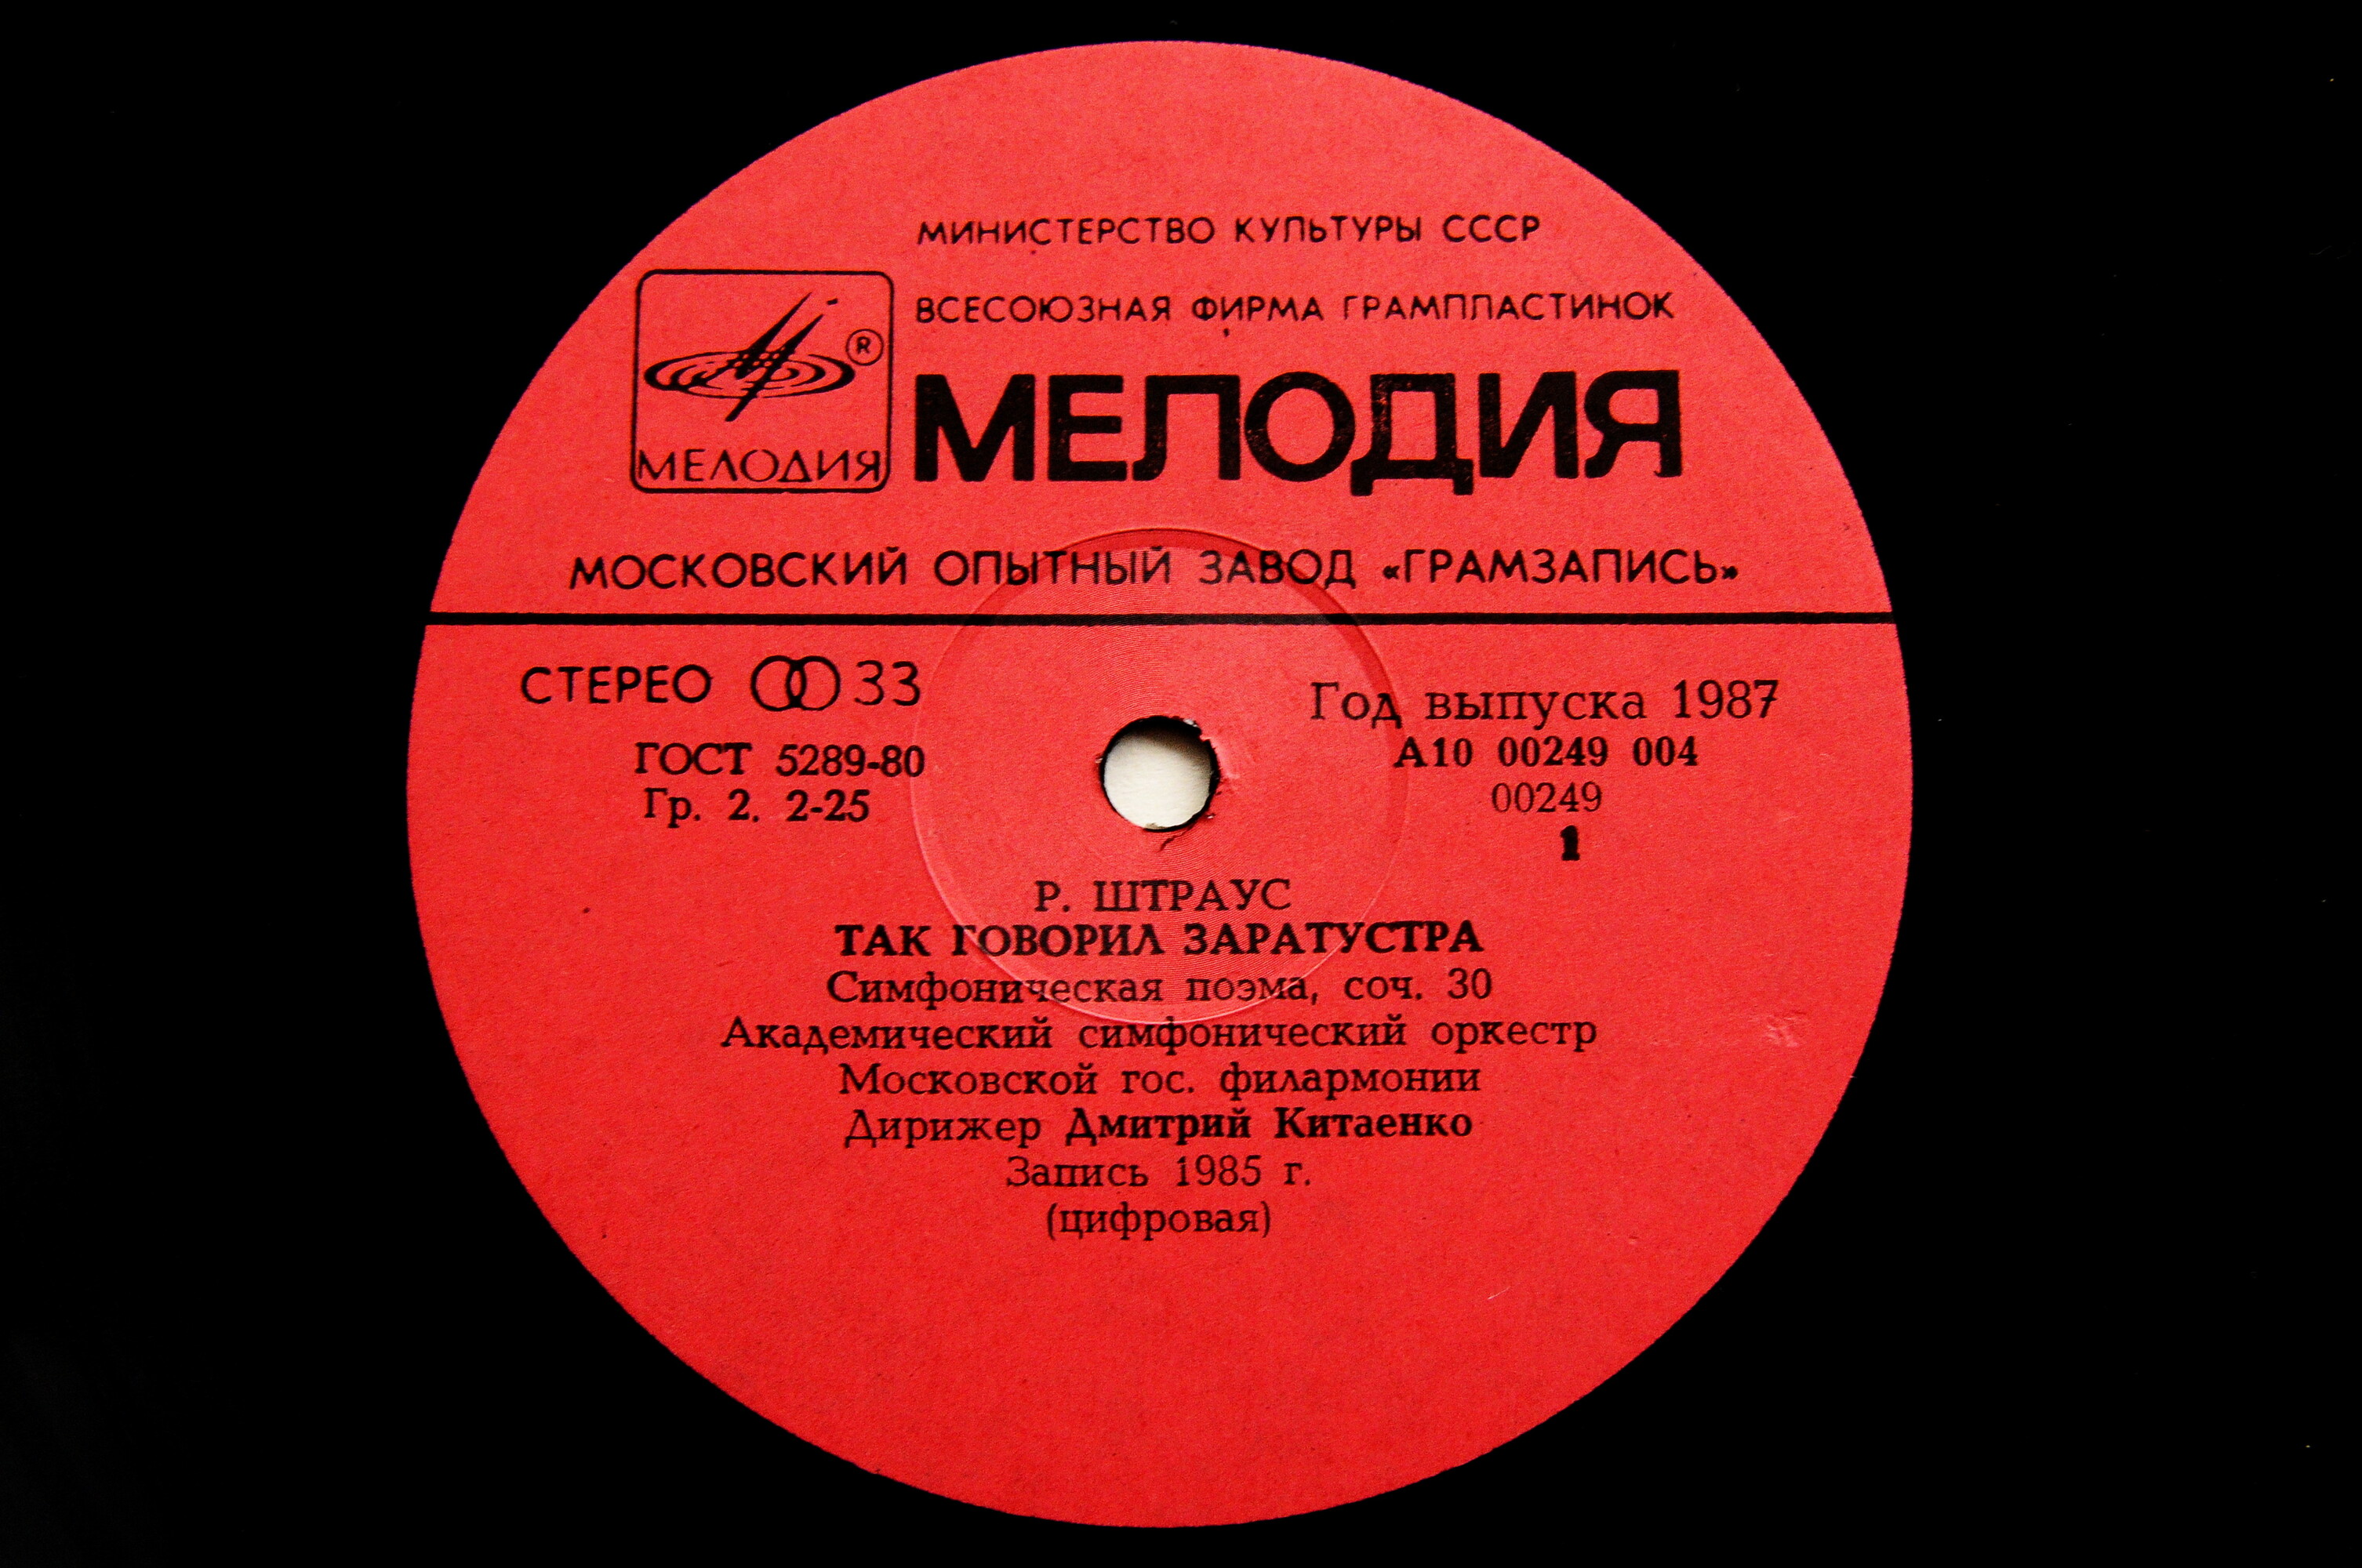 МИНИСТЕРСТВО КУЛЬТУРЫ СССР
ВСЕСОЮЗНАЯ ФИРМА ГРАМПЛАСТИНОК
®
МЕЛОДИЯ
МЕЛОДИЯ
МОСКОВСКИЙ ОПЫТНЫЙ ЗАВОД «ГРАМЗАПИСЬ»
СТЕРЕО 33
ГОСТ 5289-80
Гр. 2. 2-25
Год выпуска 1987
А10 00249 004
00249
1
Р. ШТРАУС
ТАК ГОВОРИЛ ЗАРАТУСТРА
Симфоническая поэма, соч. 30
Академический симфонический оркестр
Московской гос. филармонии
Дирижер Дмитрий Китаенко
Запись 1985 г.
(цифровая)